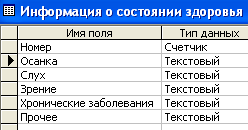 Информация о состоянии здоровья
Имя поля Тип данных
Номер Счетчик
Осанка Текстовый
Слух Текстовый
Зрение Текстовый
Хронические заболевания Текстовый
Прочее Текстовый